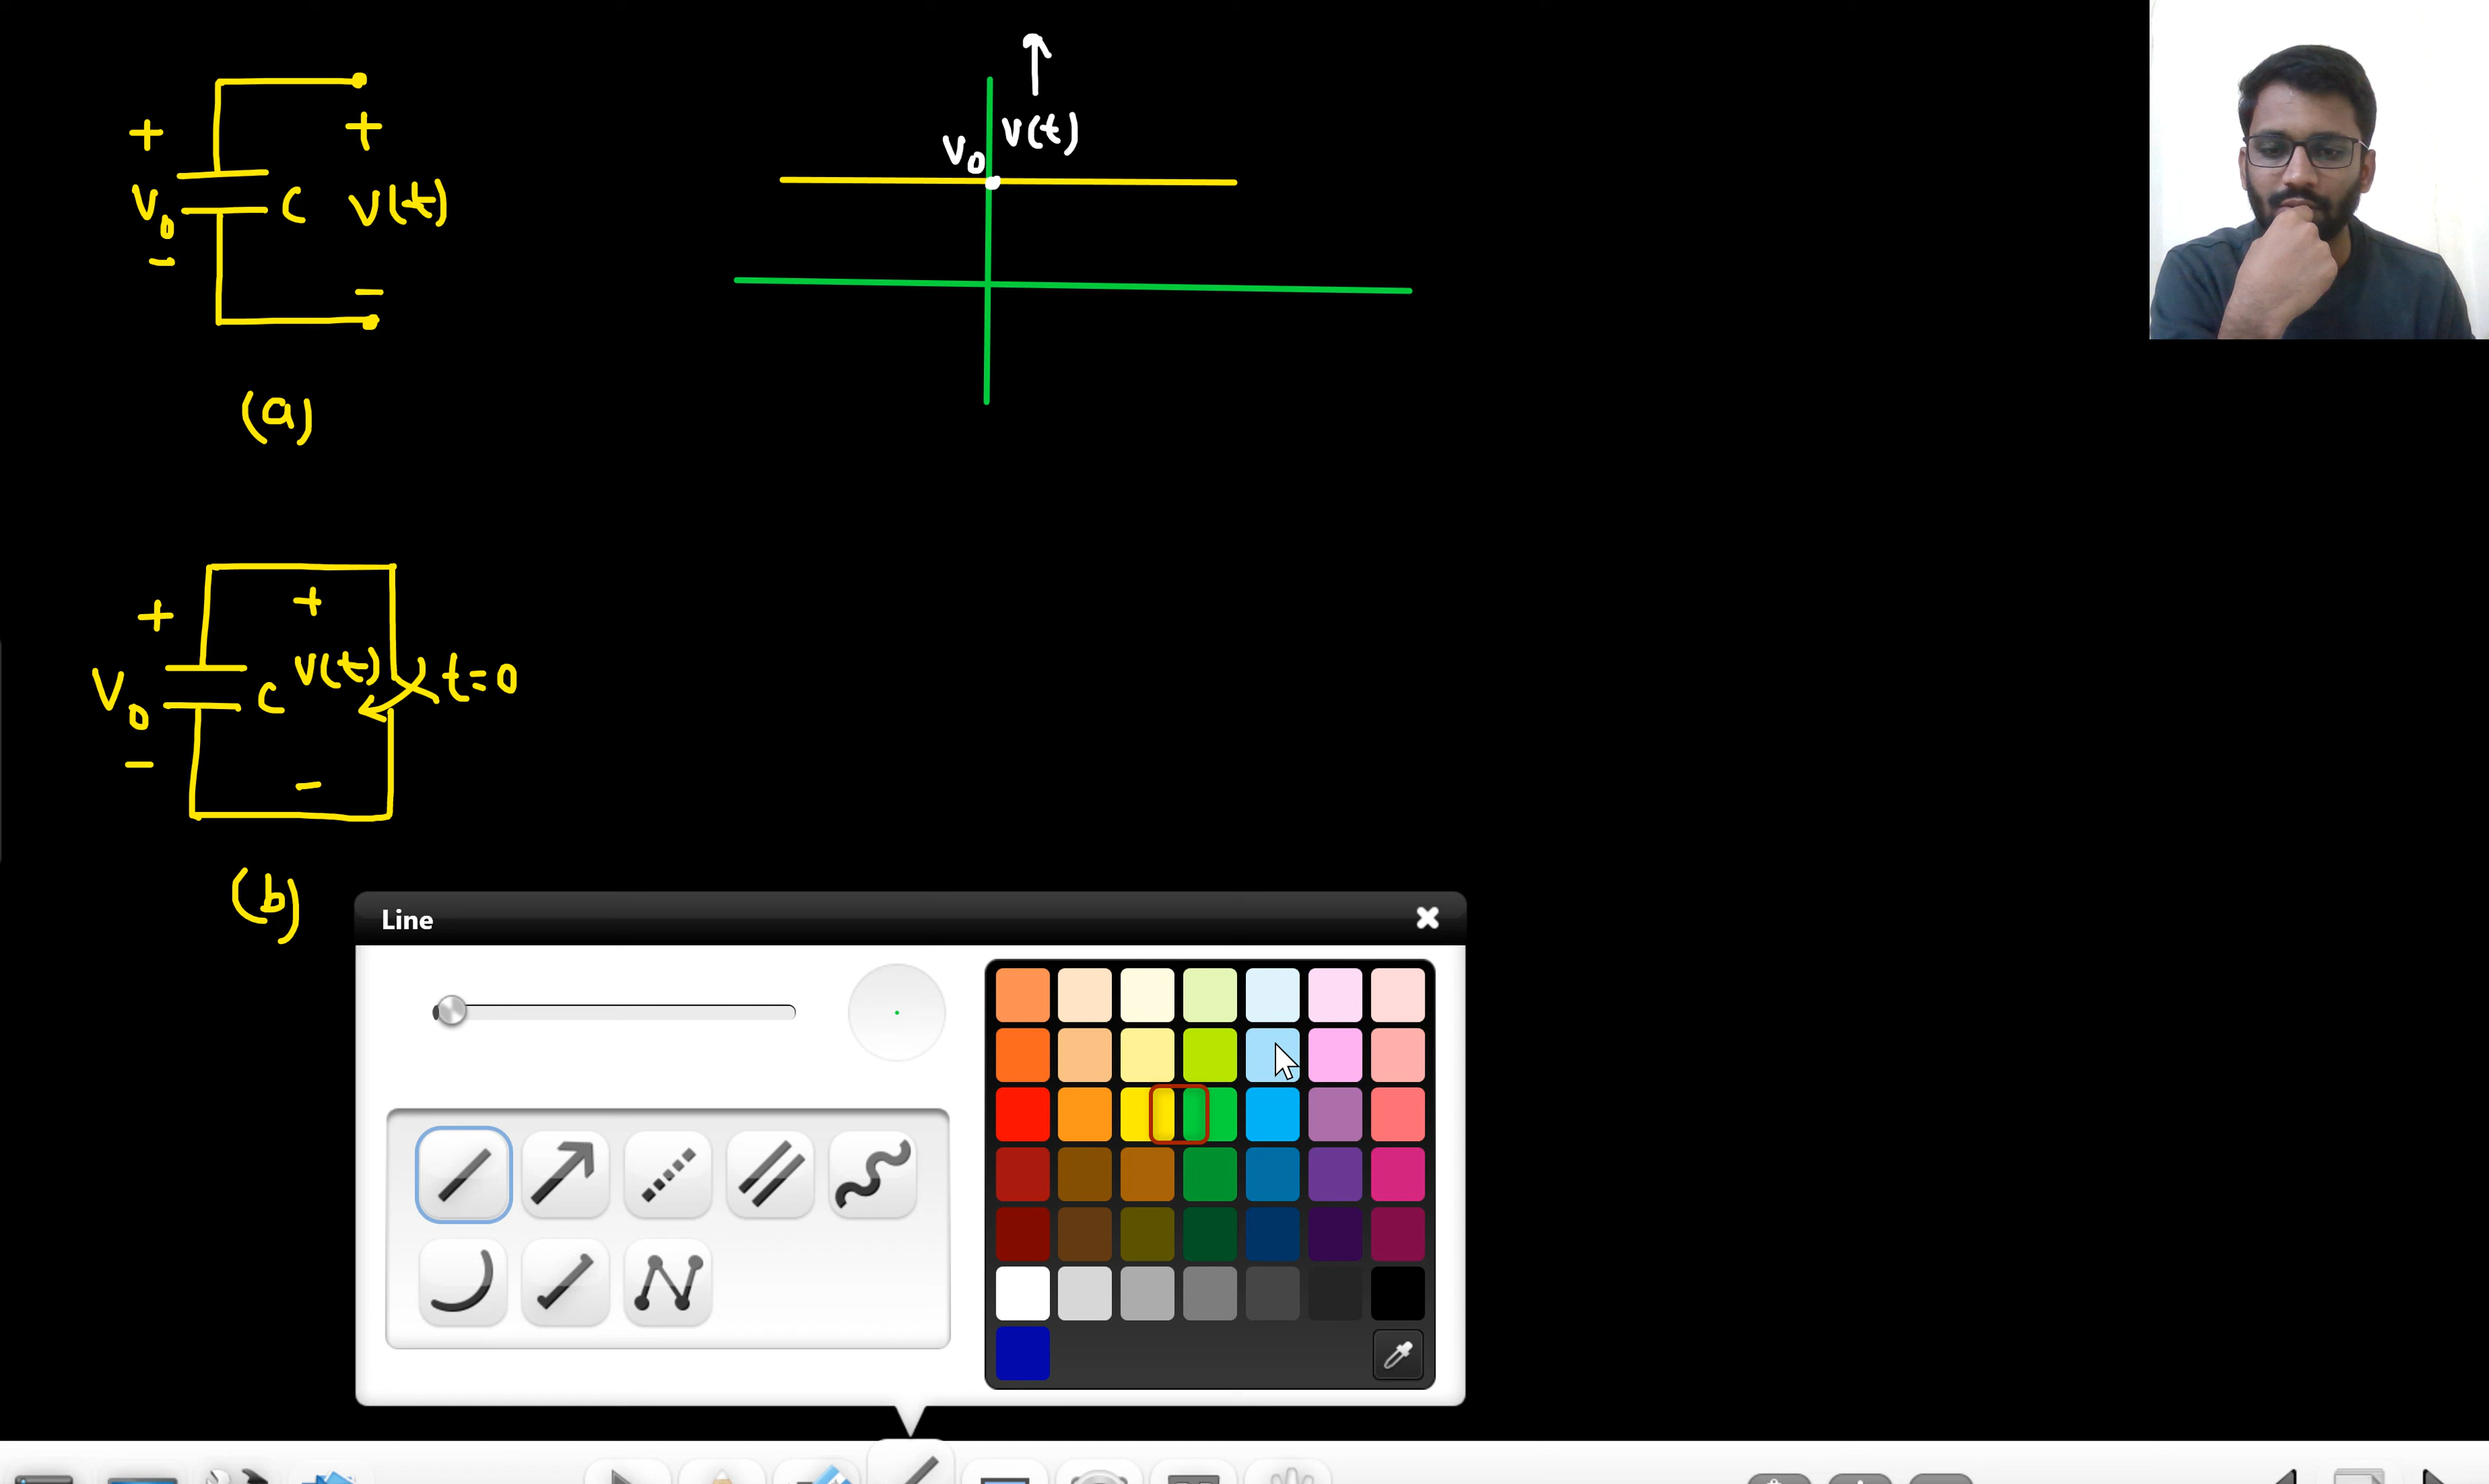 +
+
V₀
C
V(t)
-
-
(a)
V(t)
V₀
+
+
V₀
C
V(t)
t=0
-
-
(b)
Line